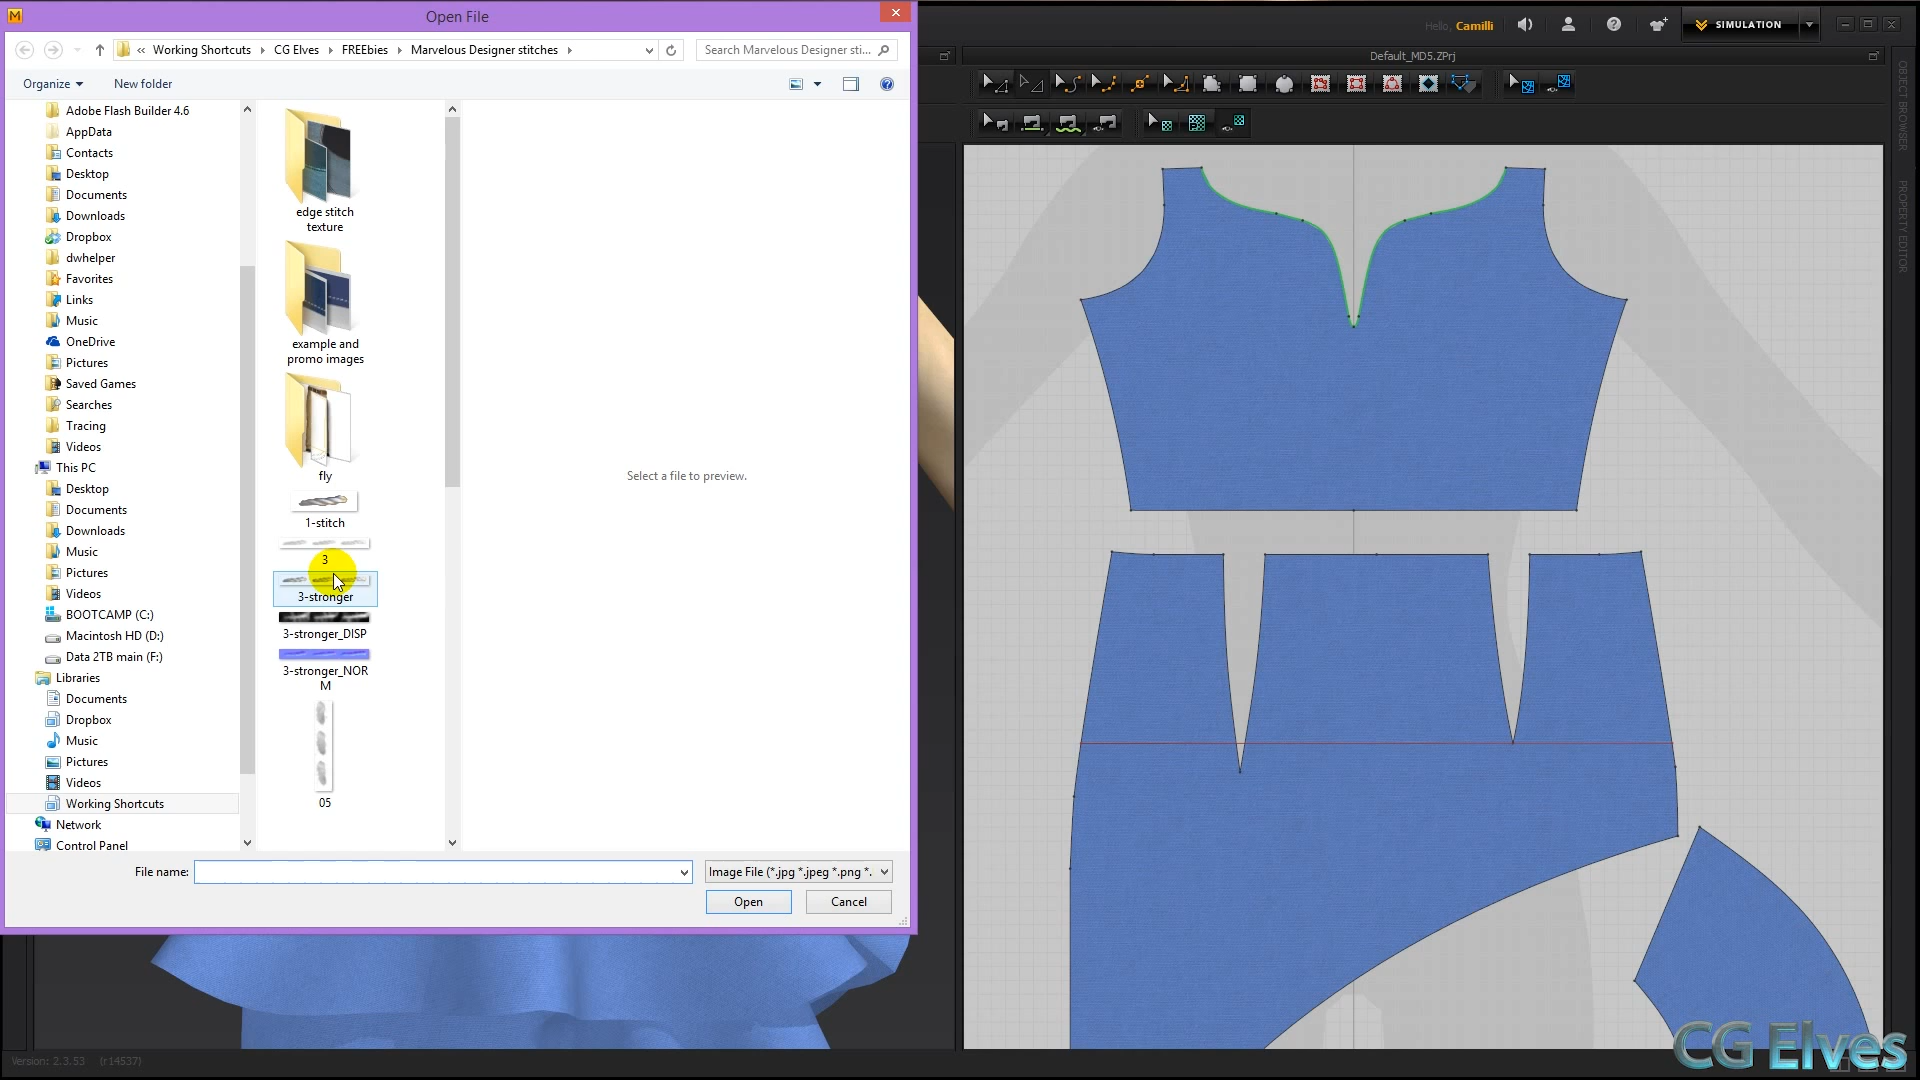 Open File
Working Shortcuts
CG Elves
FREEbies
Marvelous Designer stitches
Search Marvelous Designer sti...
Organize
New folder
Adobe Flash Builder 4.6
AppData
Contacts
Desktop
Documents
Downloads
Dropbox
dwhelper
Favorites
Links
Music
OneDrive
Pictures
Saved Games
Searches
Tracing
Videos
This PC
Desktop
Documents
Downloads
Music
Pictures
Videos
BOOTCAMP (C:)
Macintosh HD (D:)
Data 2TB main (F:)
Libraries
Documents
Dropbox
Music
Pictures
Videos
Working Shortcuts
Network
Control Panel
edge stitch
texture
example and
promo images
fly
1-stitch
3
3-stronger
3-stronger_DISP
3-stronger_NOR
M
05
Select a file to preview.
File name:
Image File (*.jpg *.jpeg *.png *.
Open
Cancel
Hello, Camilli
SIMULATION
Default_MD5.ZPrj
OBJECT BROWSER
PROPERTY EDITOR
Version: 2.3.53 (r14537)
CG Elves